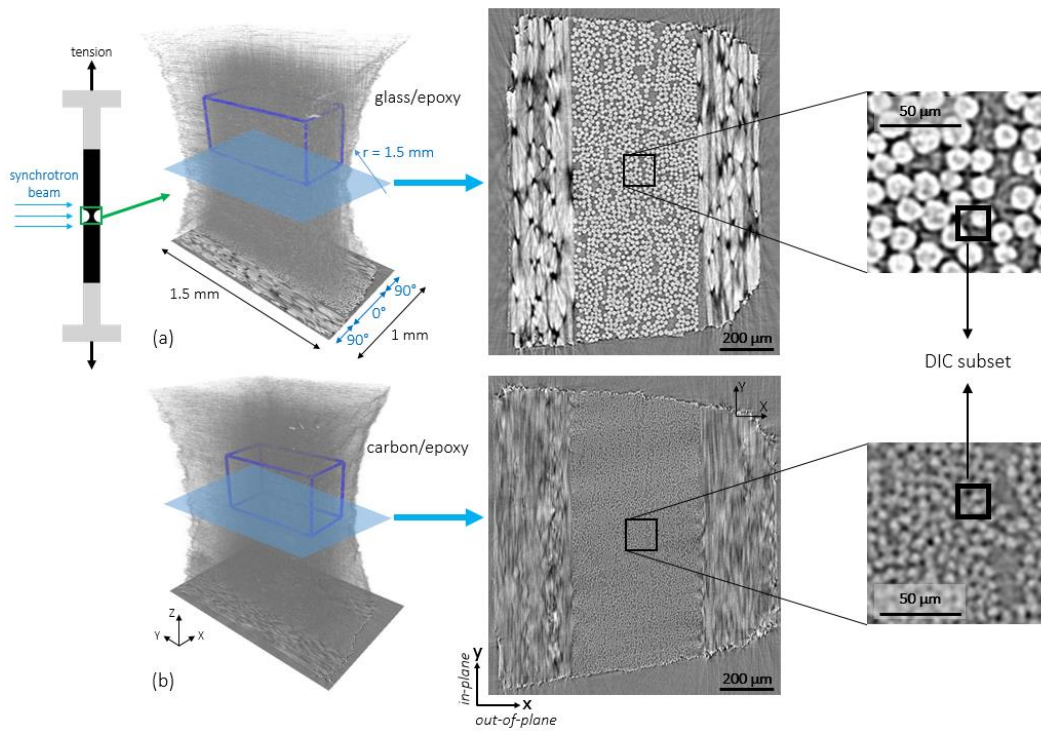 tension
synchrotron
beam
glass/epoxy
r = 1.5 mm
1.5 mm
90°
0°
90°
1 mm
(a)
200 µm
50 µm
DIC subset
carbon/epoxy
Z
Y
X
(b)
Y
X
y
in-plane
x
out-of-plane
200 µm
50 µm